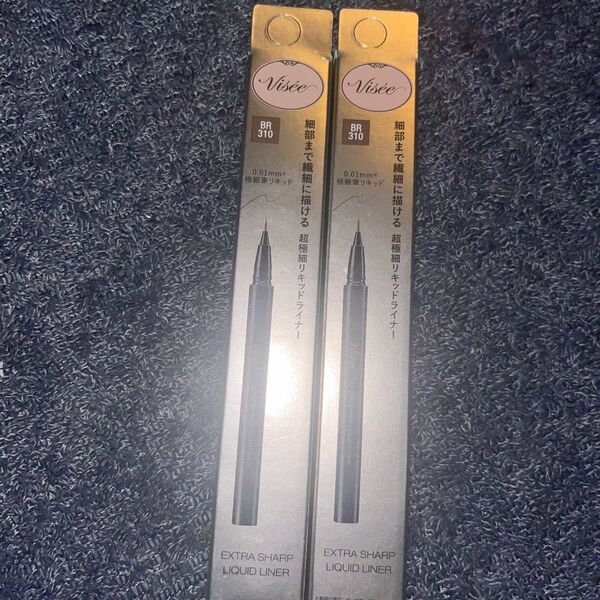 Visée
BR
310
細部まで繊細に描ける
超極細リキッドライナー
0.01mm※
極細筆リキッド
EXTRA SHARP
LIQUID LINER
Visée
BR
310
細部まで繊細に描ける
超極細リキッドライナー
0.01mm※
極細筆リキッド
EXTRA SHARP
LIQUID LINER